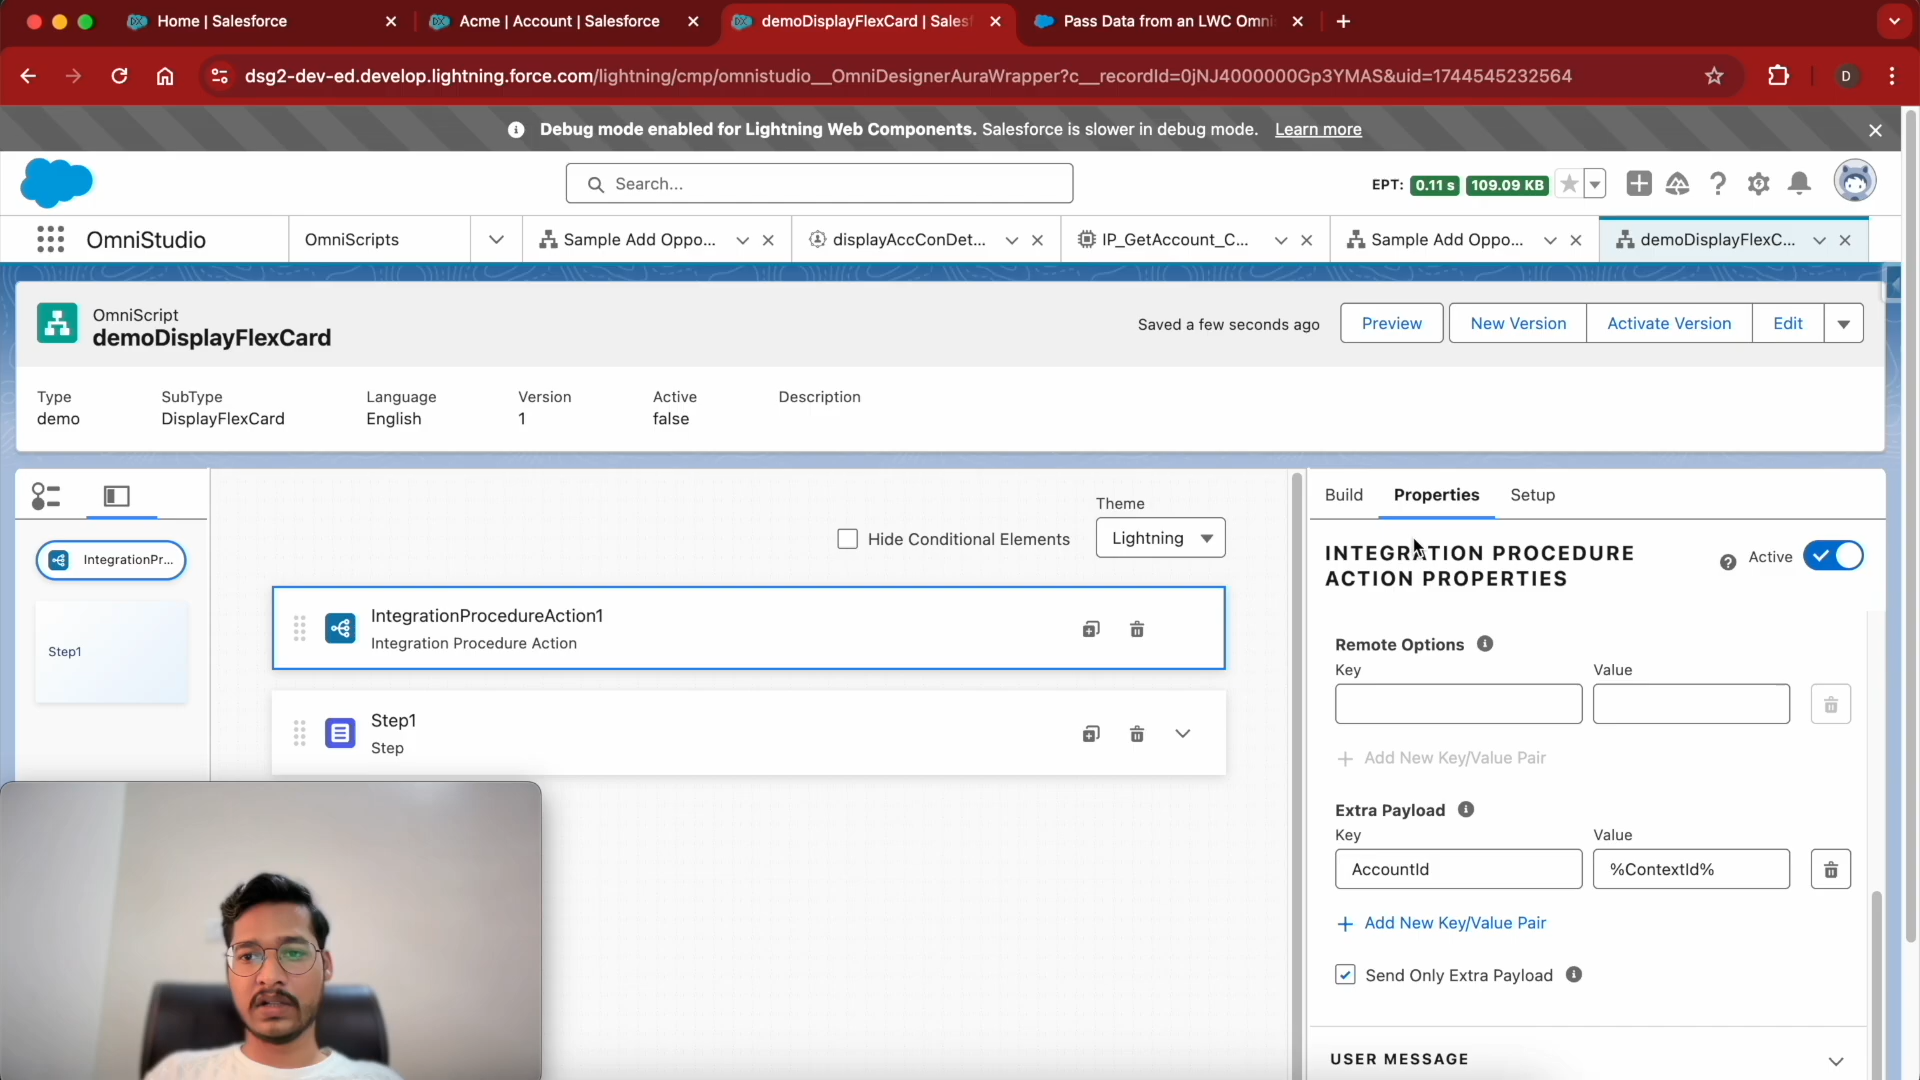 Home | Salesforce
Acme | Account | Salesforce
demoDisplayFlexCard | Sales
Pass Data from an LWC Omni
dsg2-dev-ed.develop.lightning.force.com/lightning/cmp/omnistudio__OmniDesignerAuraWrapper?c__recordId=0jNJ4000000Gp3YMAS&uid=1744545232564
D
Debug mode enabled for Lightning Web Components. Salesforce is slower in debug mode. Learn more
Search...
EPT: 0.11 s 109.09 KB
OmniStudio
OmniScripts
Sample Add Oppo...
displayAccConDet...
IP_GetAccount_C...
Sample Add Oppo...
demoDisplayFlexC...
OmniScript
demoDisplayFlexCard
Saved a few seconds ago
Preview
New Version
Activate Version
Edit
Type
demo
SubType
DisplayFlexCard
Language
English
Version
1
Active
false
Description
IntegrationPr...
Step1
Hide Conditional Elements
Theme
Lightning
IntegrationProcedureAction1
Integration Procedure Action
Step1
Step
Build
Properties
Setup
INTEGRATION PROCEDURE
ACTION PROPERTIES
Active
Remote Options
Key
Value
Add New Key/Value Pair
Extra Payload
Key
Value
AccountId
%ContextId%
Add New Key/Value Pair
Send Only Extra Payload
USER MESSAGE